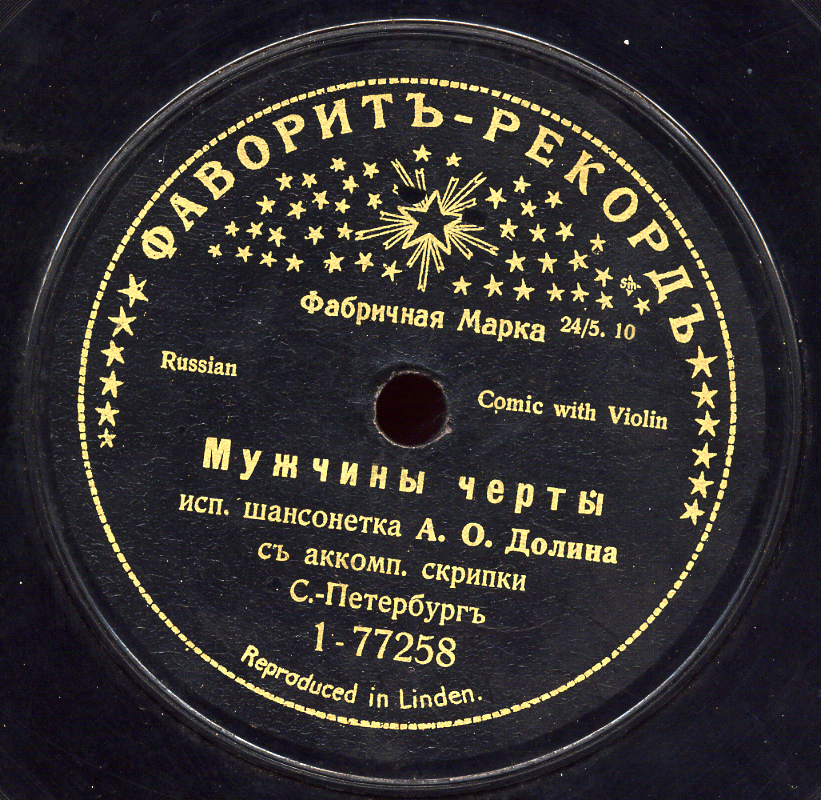 ФАВОРИТЪ-РЕКОРДЪ
Фабричная Марка 24/5. 10
Russian
Comic with Violin
Мужчины черты
исп. шансонетка А. О. Долина
съ аккомп. скрипки
С.-Петербургъ
1-77258
Reproduced in Linden.